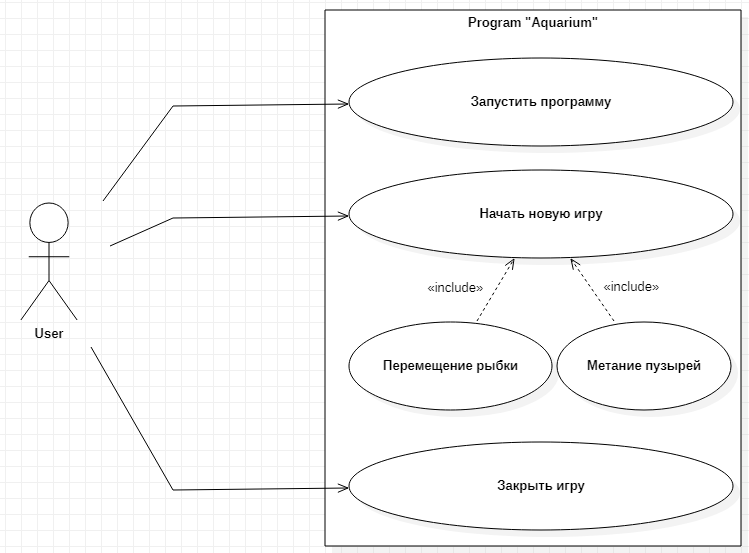 Program "Aquarium"
Запустить программу
Начать новую игру
«include»
«include»
User
Перемещение рыбки
Метание пузырей
Закрыть игру